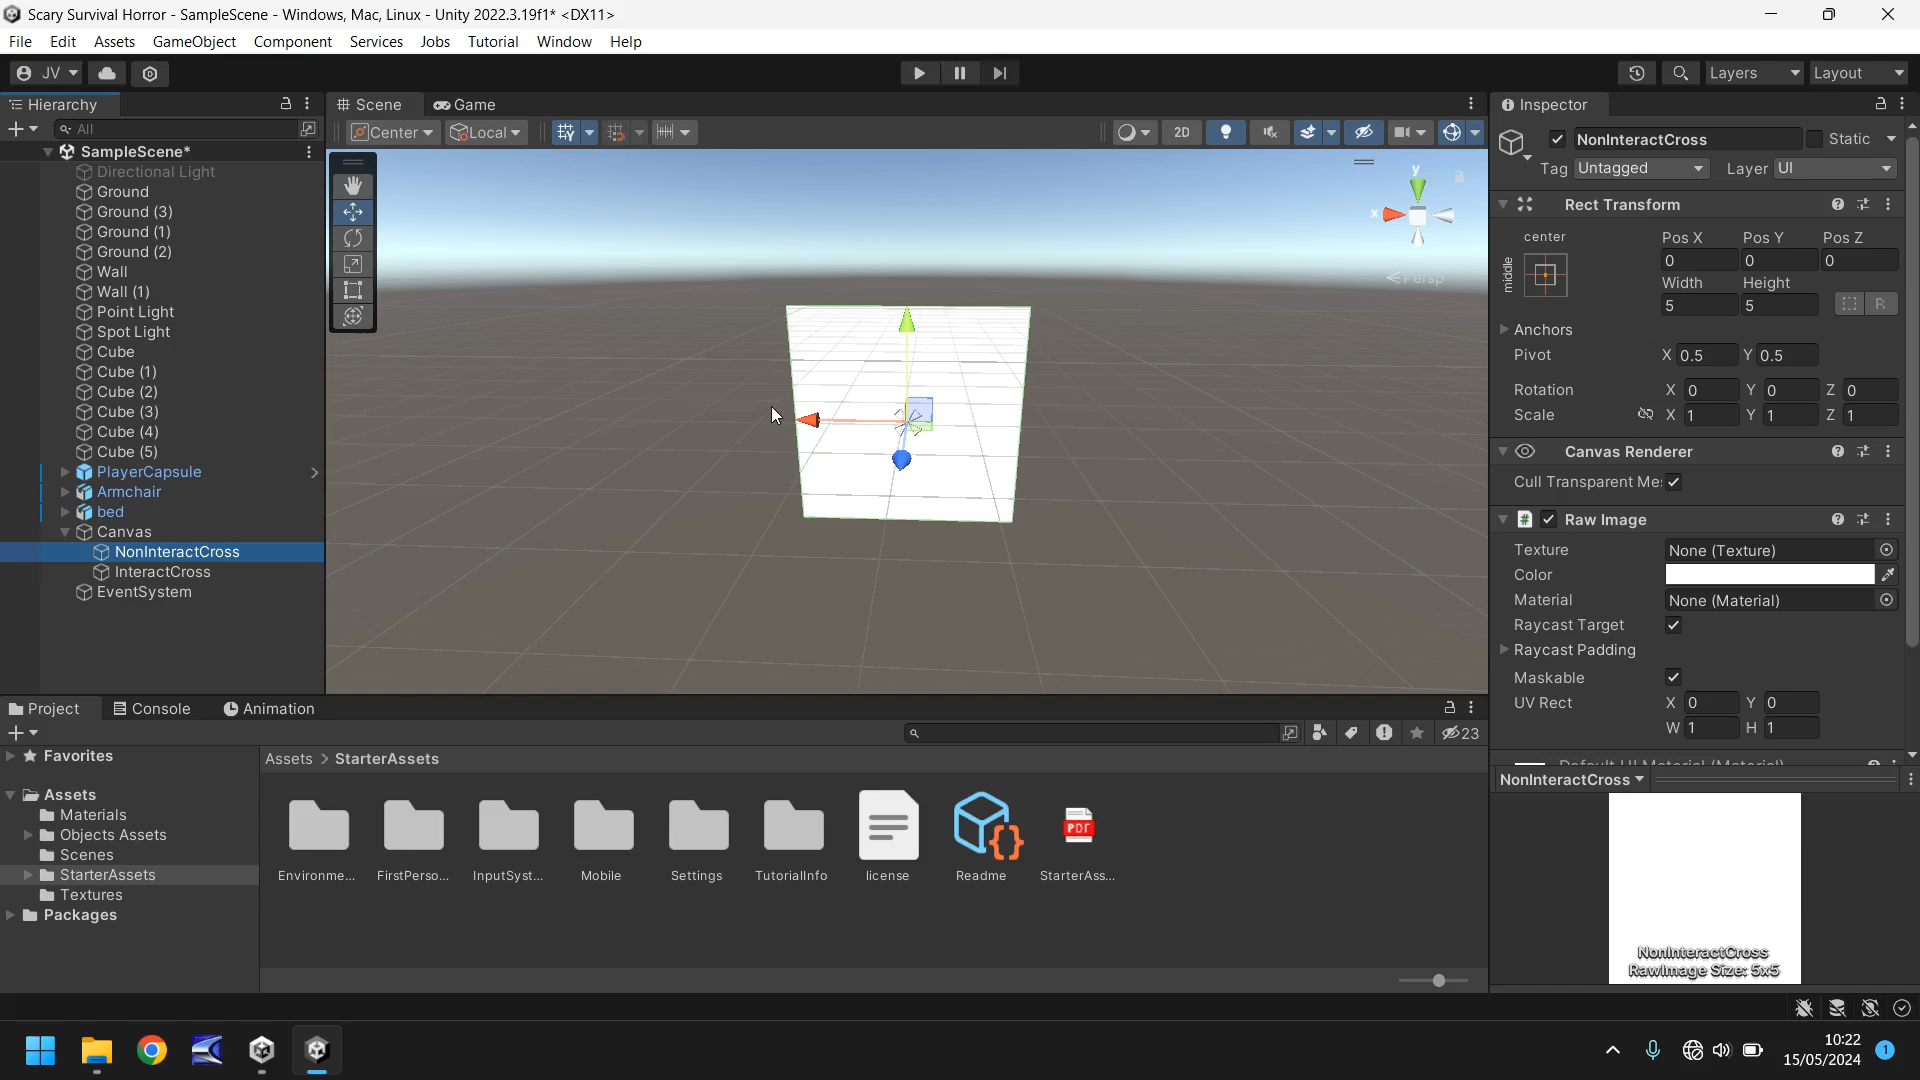 Scary Survival Horror - SampleScene - Windows, Mac, Linux - Unity 2022.3.19f1* <DX11>
File Edit Assets GameObject Component Services Jobs Tutorial Window Help
JV Layers Layout
Hierarchy
All
SampleScene*
Directional Light
Ground
Ground (3)
Ground (1)
Ground (2)
Wall
Wall (1)
Point Light
Spot Light
Cube
Cube (1)
Cube (2)
Cube (3)
Cube (4)
Cube (5)
PlayerCapsule
Armchair
bed
Canvas
NonInteractCross
InteractCross
EventSystem
Scene Game
Center Local 2D
y
x
Persp
Inspector
NonInteractCross Static
Tag Untagged Layer UI
Rect Transform
center
middle
Pos X Pos Y Pos Z
0 0 0
Width Height
5 5 R
Anchors
Pivot X 0.5 Y 0.5
Rotation X 0 Y 0 Z 0
Scale X 1 Y 1 Z 1
Canvas Renderer
Cull Transparent Me:
# Raw Image
Texture None (Texture)
Color
Material None (Material)
Raycast Target
Raycast Padding
Maskable
UV Rect X 0 Y 0
W 1 H 1
Default UI Material (Material)
NonInteractCross
NonInteractCross
RawImage Size: 5x5
Project Console Animation
23
Favorites
Assets
Materials
Objects Assets
Scenes
StarterAssets
Textures
Packages
Assets > StarterAssets
PDF
Environme... FirstPerso... InputSyst... Mobile Settings TutorialInfo license Readme StarterAss...
10:22
15/05/2024
1